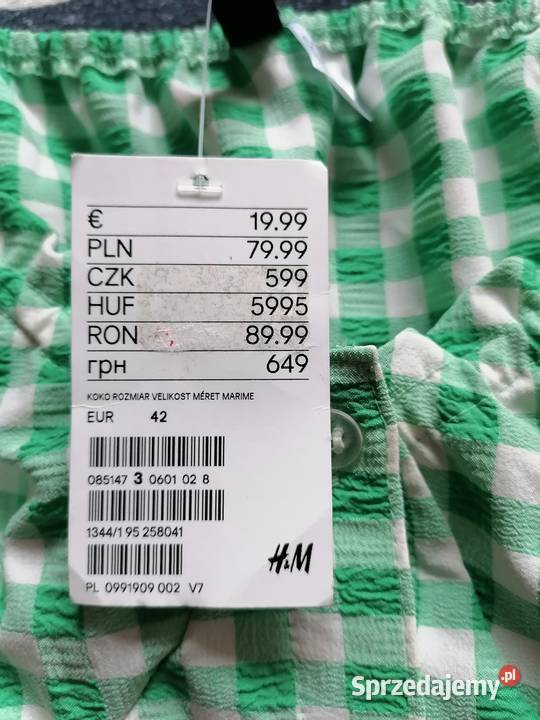 € 19.99
PLN 79.99
CZK 599
HUF 5995
RON 89.99
грн 649
KOKO ROZMIAR VELIKOST MÉRET MARIME
EUR 42
085147 3 0601 02 8
1344/1 95 258041
H&M
PL 0991909 002 V7
Sprzedajemy.pl